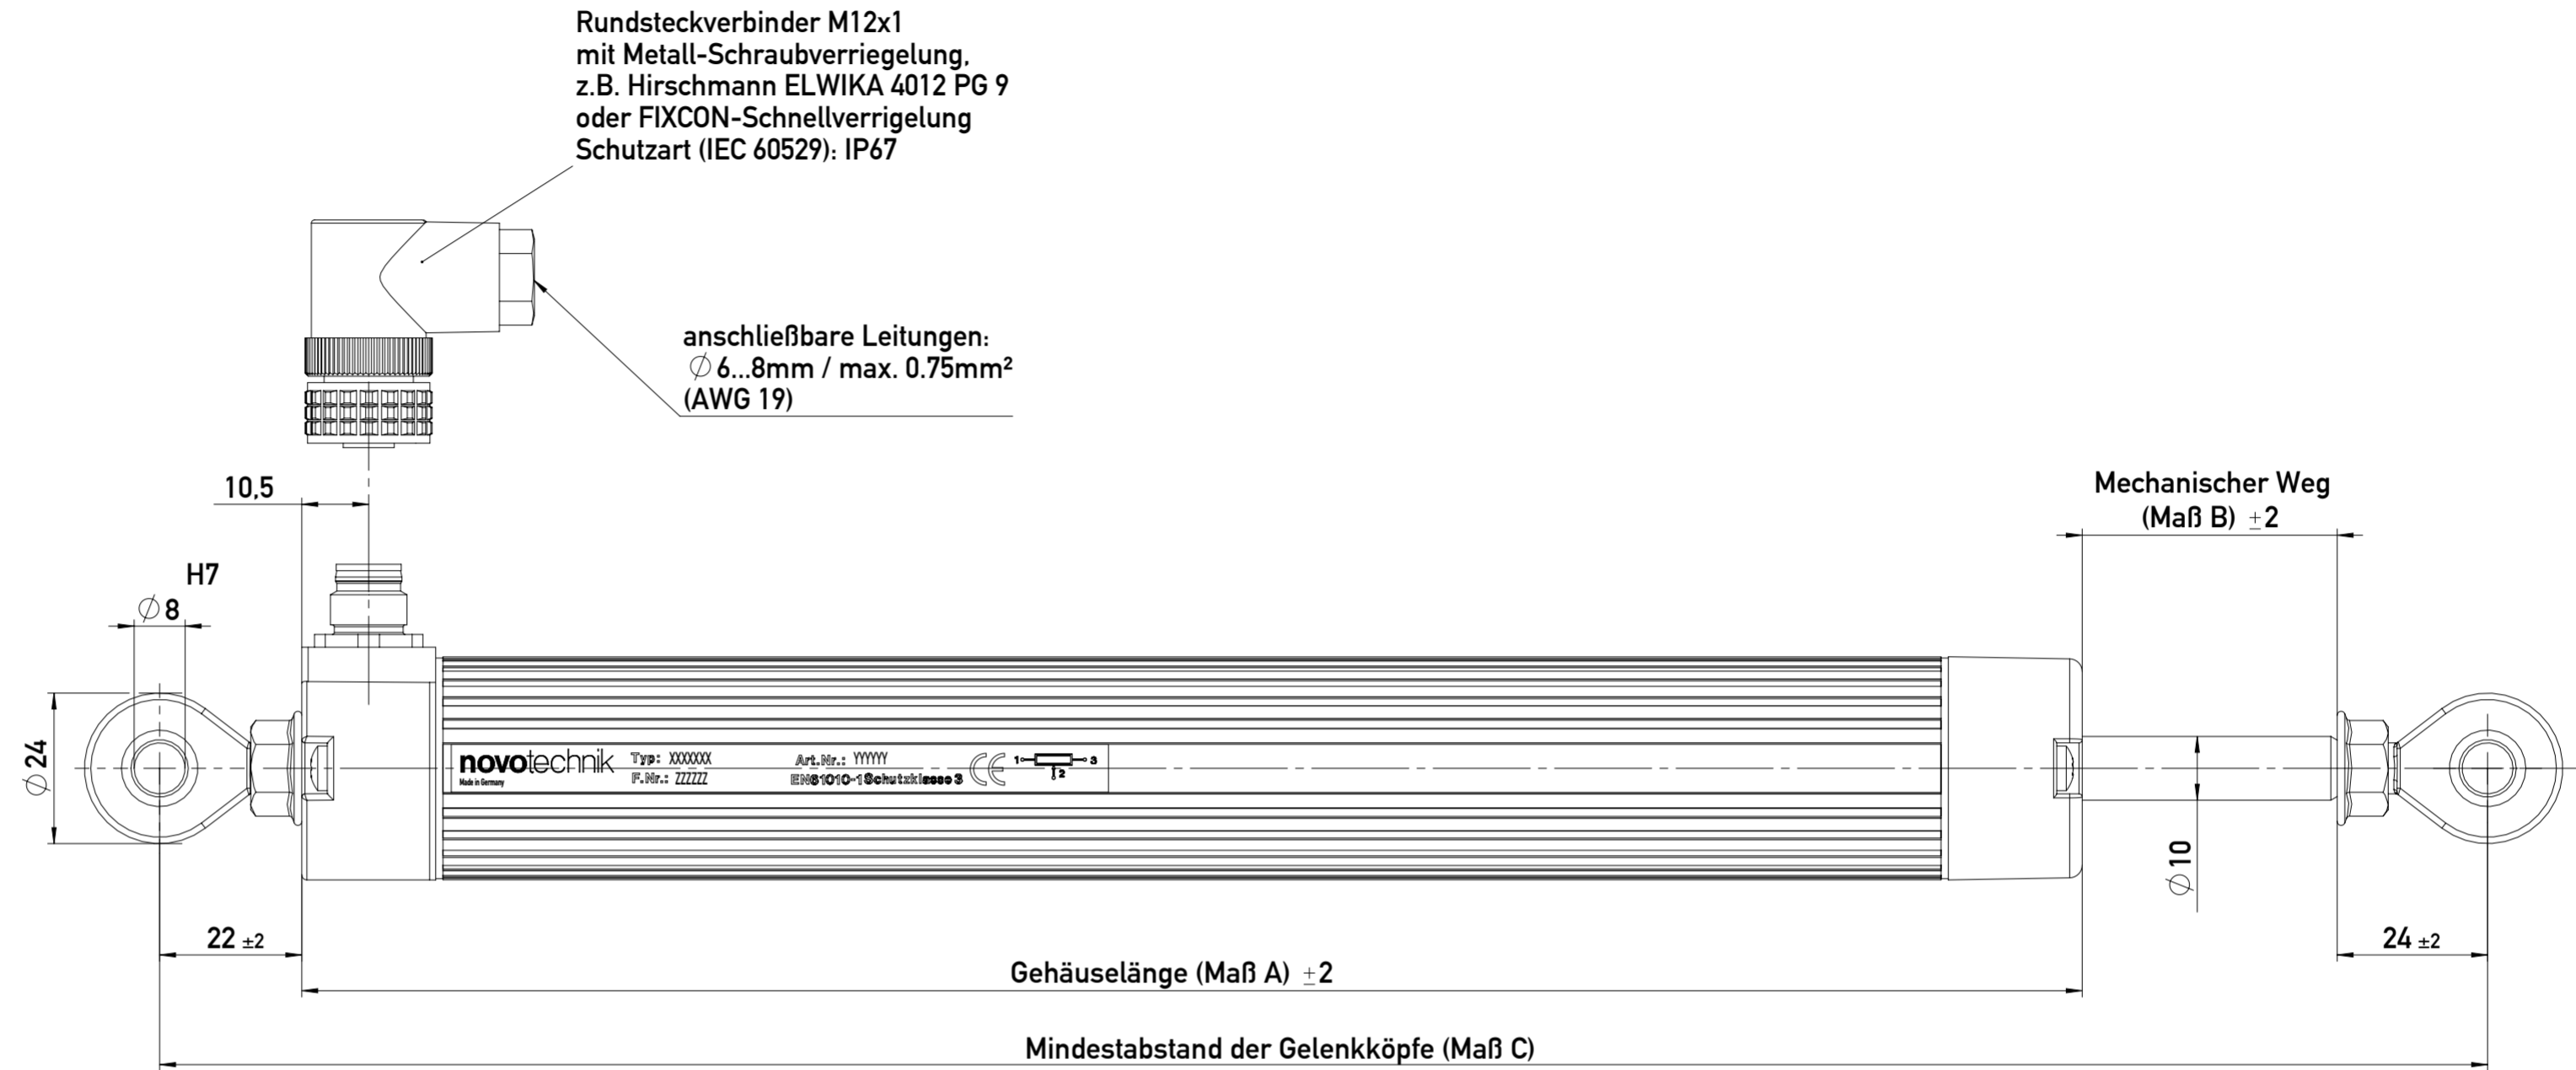 Rundsteckverbinder M12x1
mit Metall-Schraubverriegelung,
z.B. Hirschmann ELWIKA 4012 PG 9
oder FIXCON-Schnellverrigelung
Schutzart (IEC 60529): IP67
anschließbare Leitungen:
∅ 6...8mm / max. 0.75mm²
(AWG 19)
10,5
Mechanischer Weg
(Maß B) ±2
H7
∅ 8
∅ 24
novotechnik
Made in Germany
Typ: XXXXXXX
F.Nr.: ZZZZZZ
Art.Nr.: YYYYYY
EN61010-1 Schutzklasse 3
CE
1 3
2
∅ 10
22 ±2
24 ±2
Gehäuselänge (Maß A) ±2
Mindestabstand der Gelenkköpfe (Maß C)